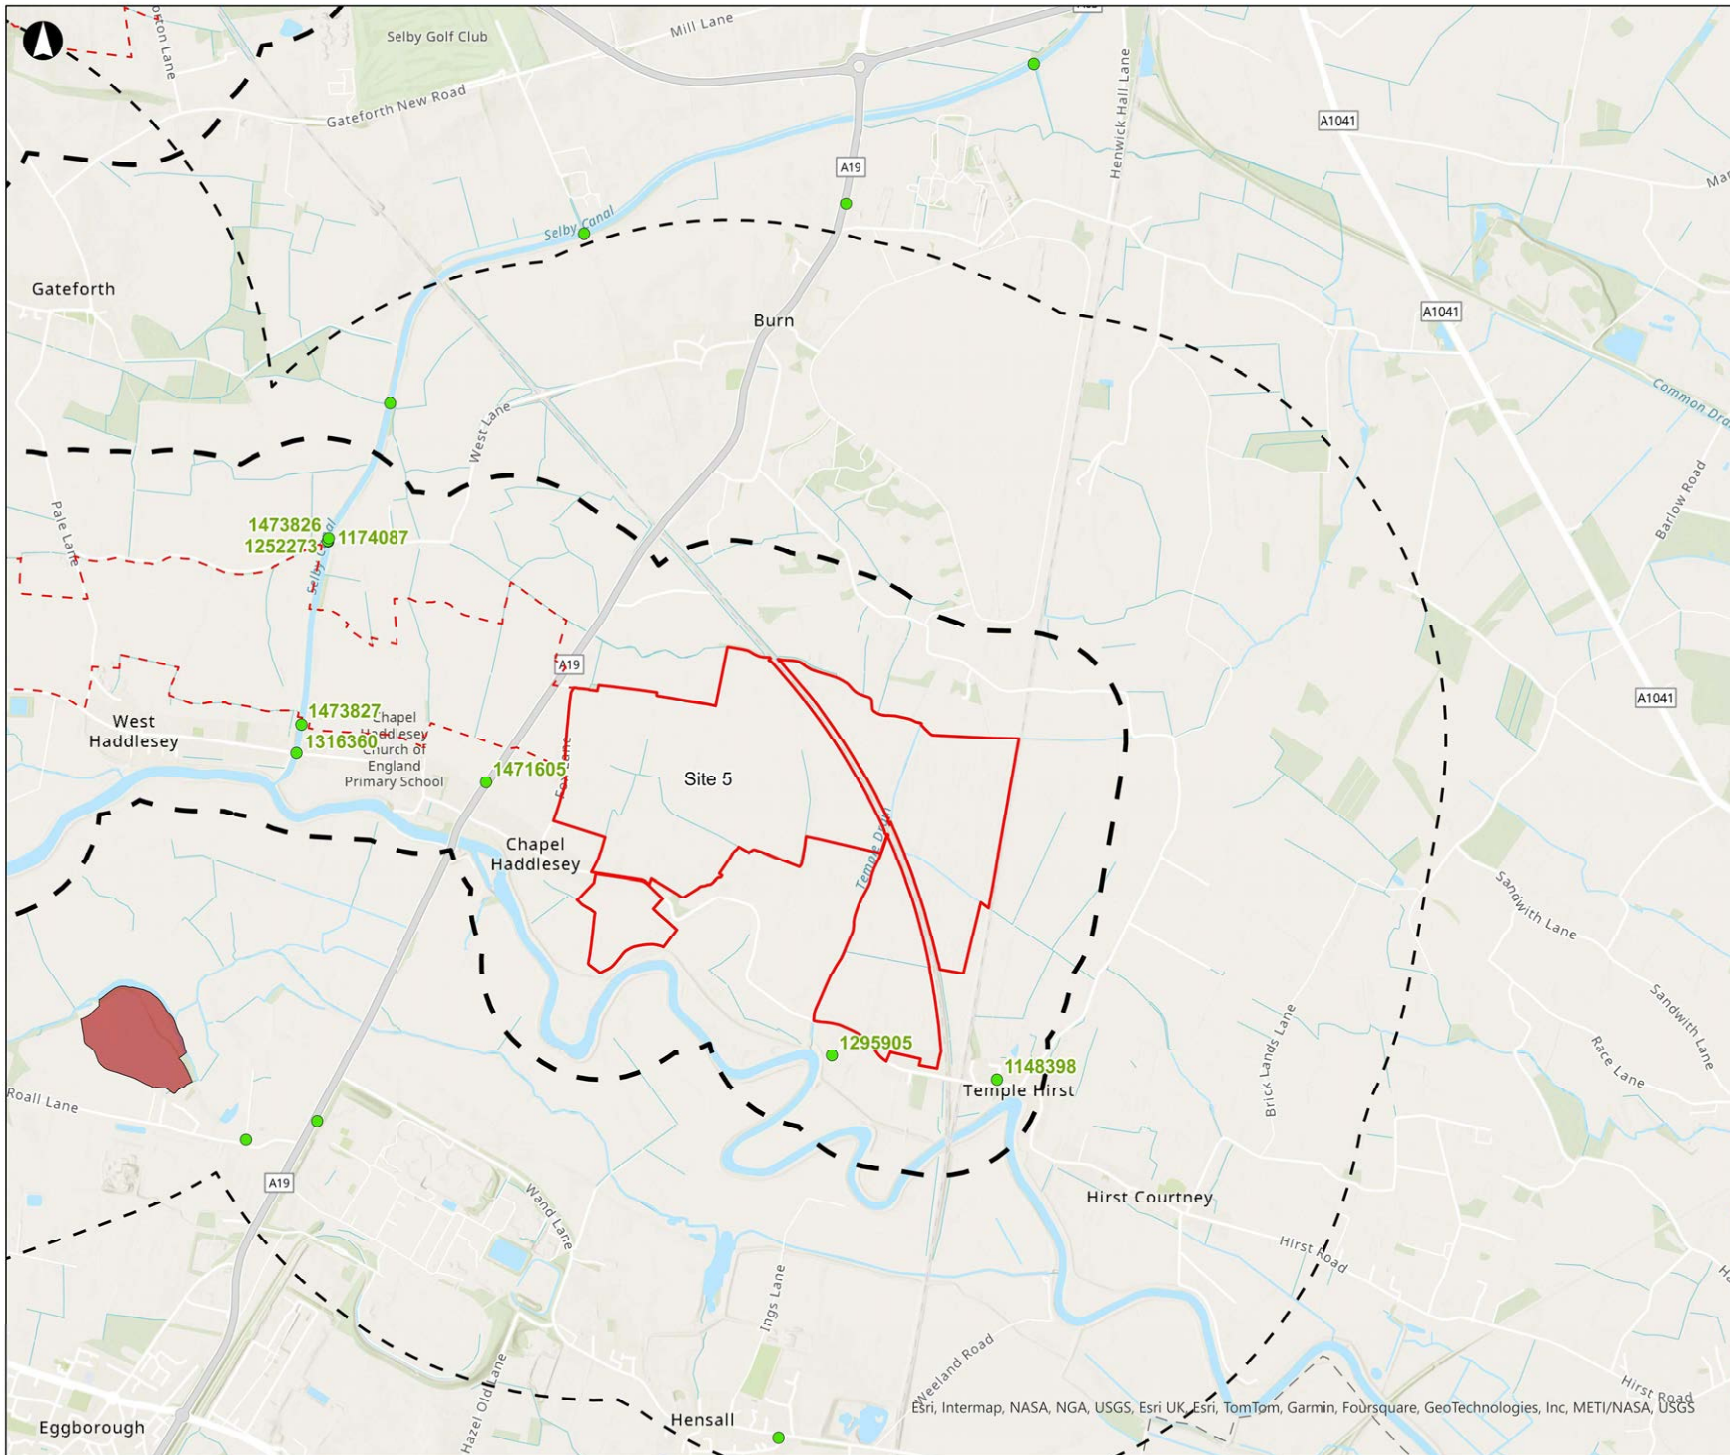 Selby Golf Club
Mill Lane
Gateforth New Road
Henwick Hall Lane
A1041
A19
Selby Canal
Gateforth
Burn
A1041
Common
West Lane
Barlow Road
Pale Lane
1473826
1174087
1252273
A19
A1041
West
Haddlesey
1473827
Chapel
Haddlesey
Church of
England
Primary School
1316360
1471605
Site 5
Chapel
Haddlesey
Temple Drain
Sandwith Lane
Sandwith Lane
Race Lane
Brick Lands Lane
1295905
1148398
Temple Hirst
Roall Lane
A19
Wand Lane
Hirst Courtney
Hirst Road
Ings Lane
Weeland Road
Hazel Old Lane
Hirst Road
Eggborough
Hensall
Esri, Intermap, NASA, NGA, USGS, Esri UK, Esri, TomTom, Garmin, Foursquare, GeoTechnologies, Inc, METI/NASA, USGS